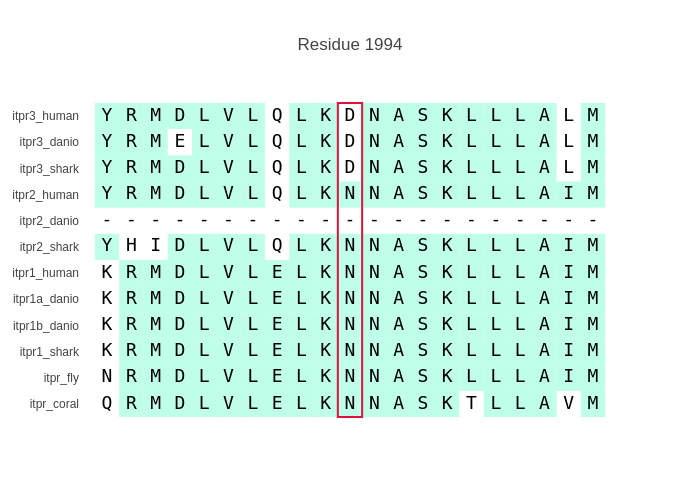 Residue 1994
itpr3_human Y R M D L V L Q L K D N A S K L L L A L M
itpr3_danio Y R M E L V L Q L K D N A S K L L L A L M
itpr3_shark Y R M D L V L Q L K D N A S K L L L A L M
itpr2_human Y R M D L V L Q L K N N A S K L L L A I M
itpr2_danio - - - - - - - - - - - - - - - - - - - - -
itpr2_shark Y H I D L V L Q L K N N A S K L L L A I M
itpr1_human K R M D L V L E L K N N A S K L L L A I M
itpr1a_danio K R M D L V L E L K N N A S K L L L A I M
itpr1b_danio K R M D L V L E L K N N A S K L L L A I M
itpr1_shark K R M D L V L E L K N N A S K L L L A I M
itpr_fly N R M D L V L E L K N N A S K L L L A I M
itpr_coral Q R M D L V L E L K N N A S K T L L A V M